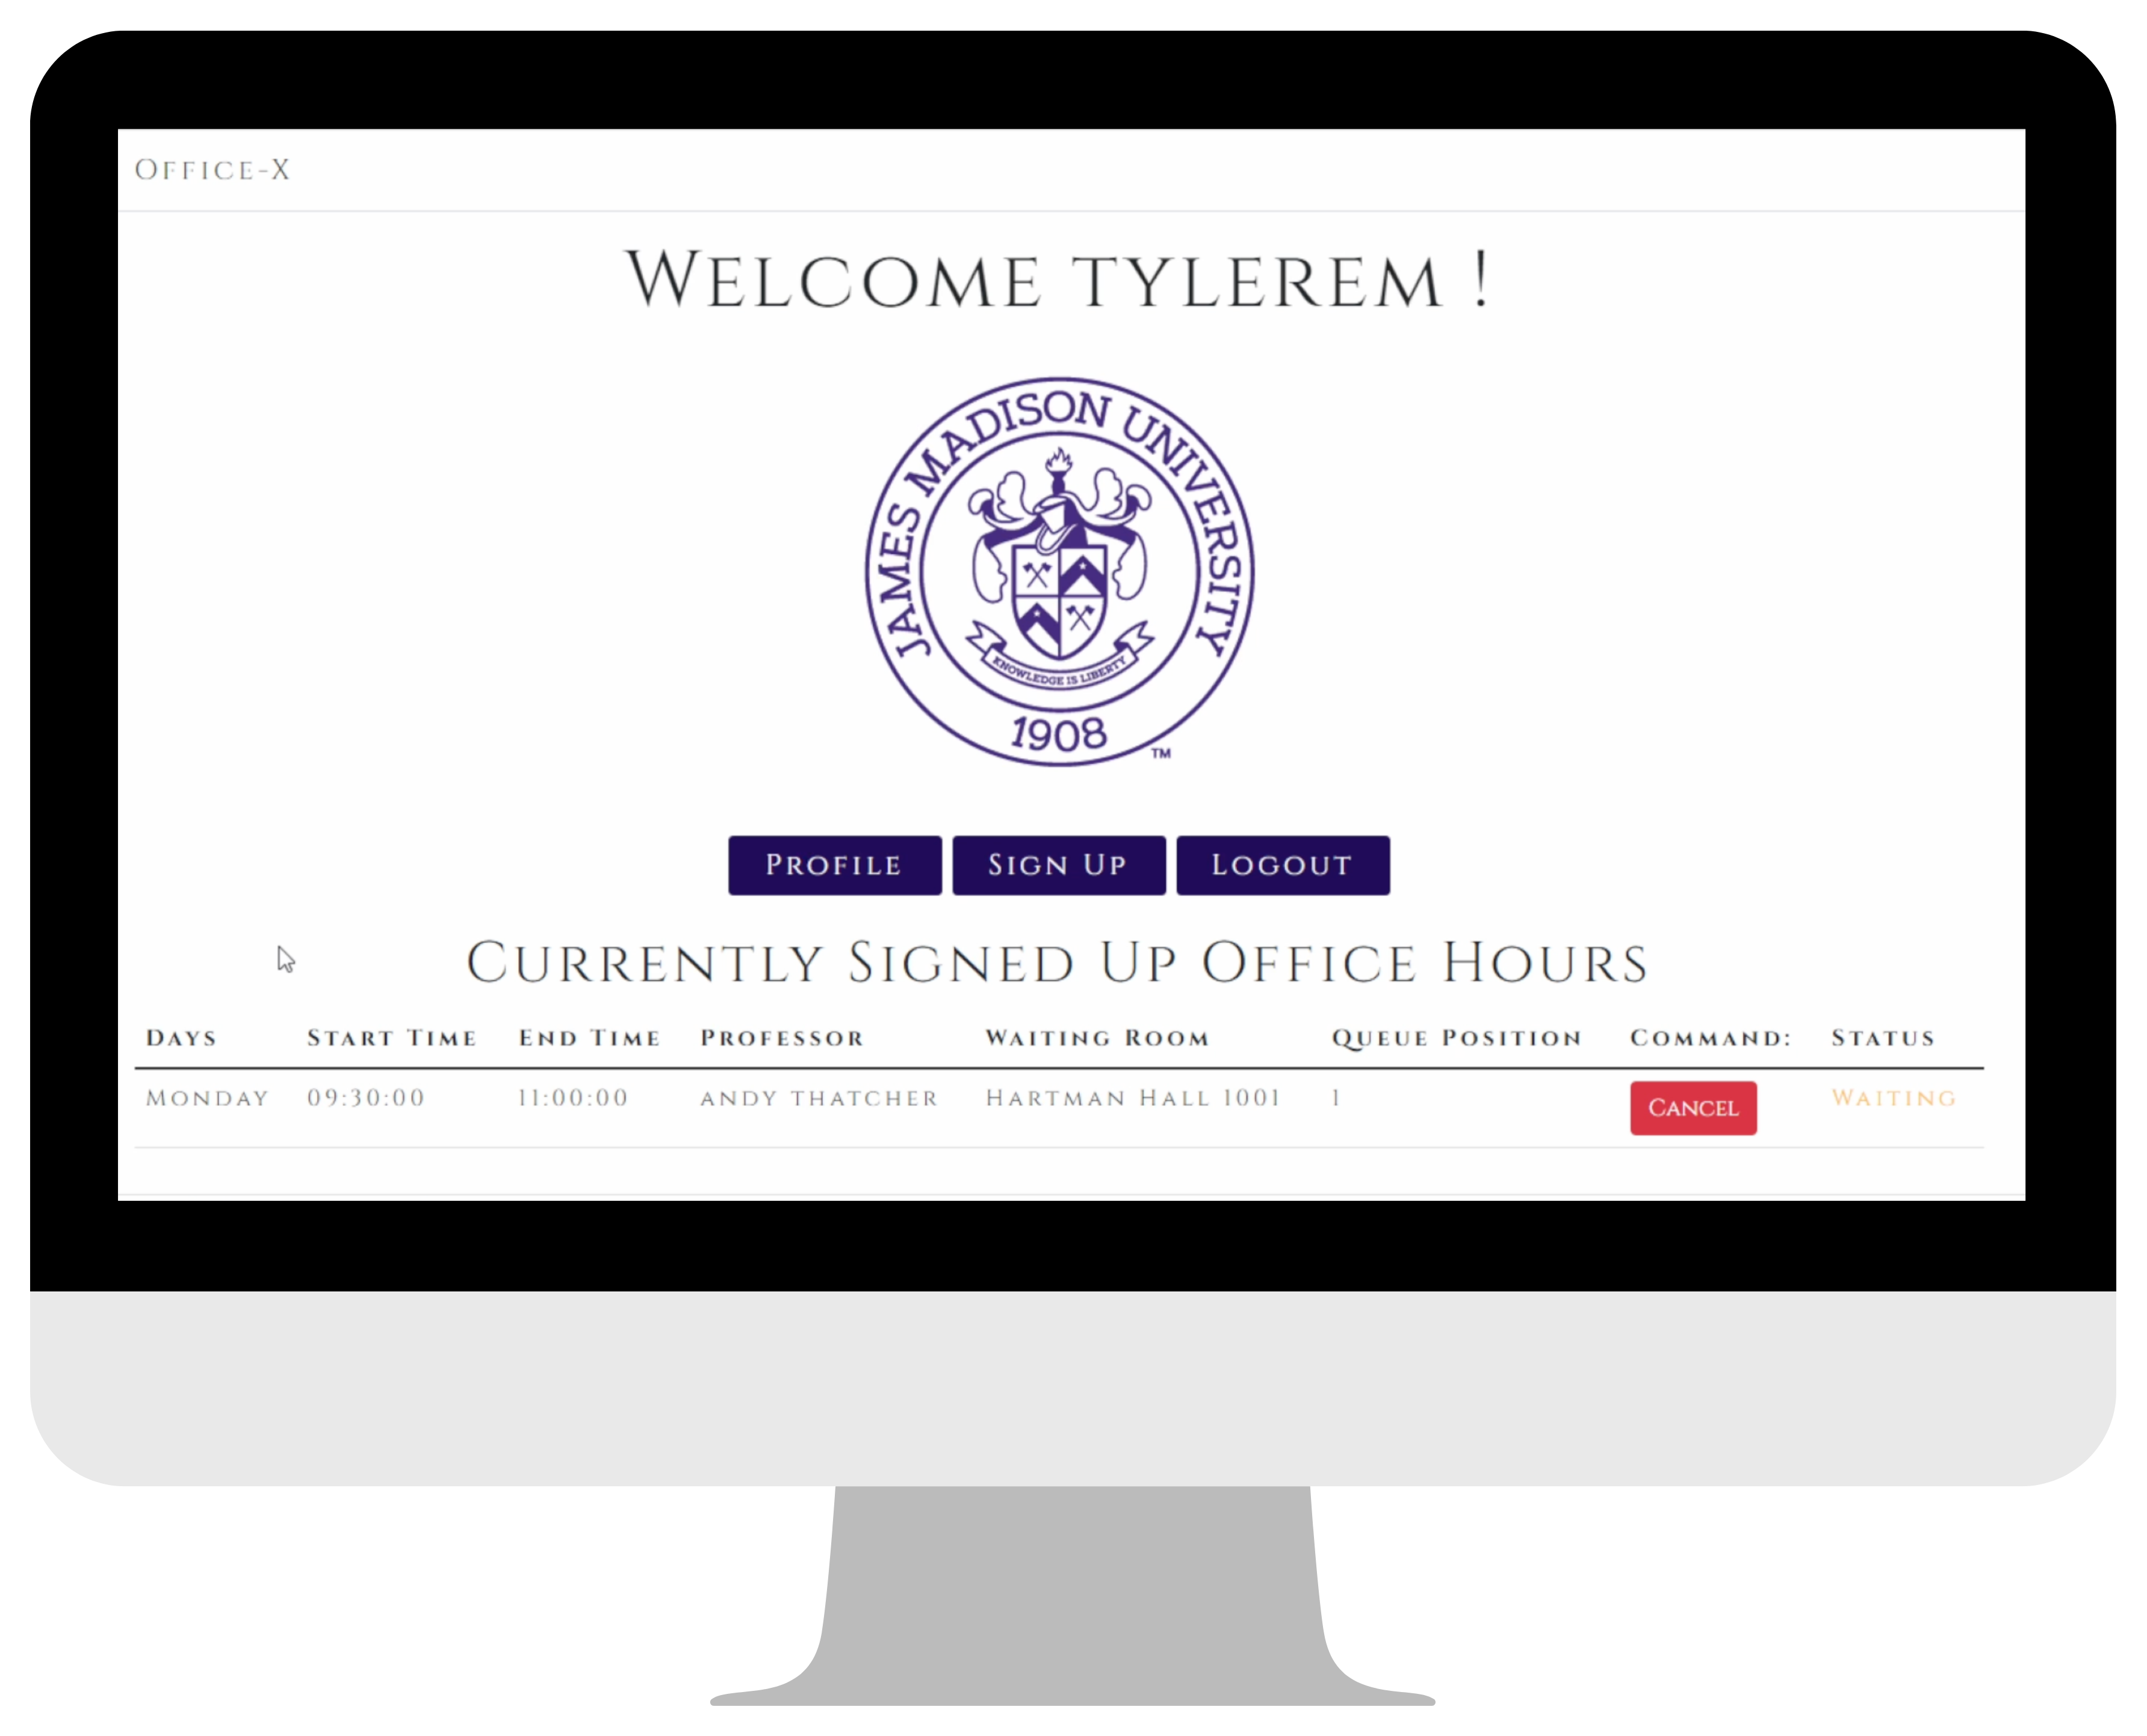 Office-X
Welcome tylerem !
JAMES MADISON UNIVERSITY
KNOWLEDGE IS LIBERTY
1908
TM
Profile Sign Up Logout
Currently Signed Up Office Hours
Days Start Time End Time Professor Waiting Room Queue Position Command: Status
Monday 09:30:00 11:00:00 andy thatcher Hartman Hall 1001 1 Cancel Waiting